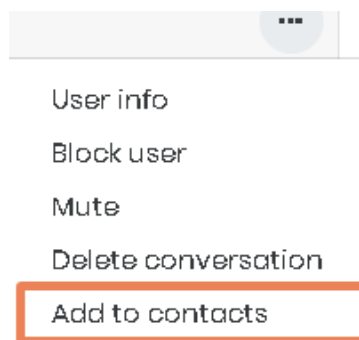 User info
Block user
Mute
Delete conversation
Add to contacts